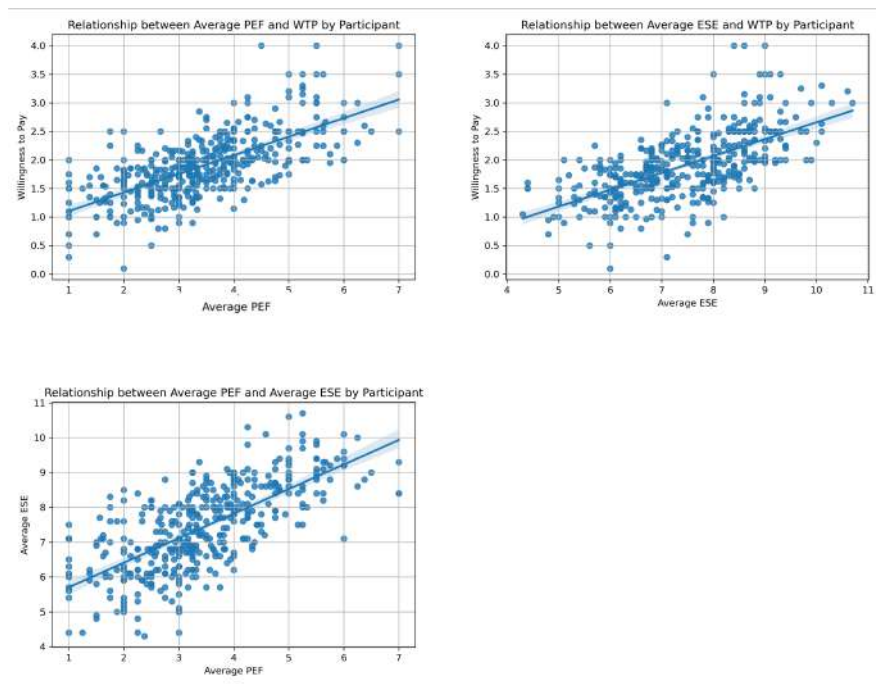 Relationship between Average PEF and WTP by Participant
4.0
3.5
3.0
2.5
2.0
1.5
1.0
0.5
0.0
Willingness to Pay
1 2 3 4 5 6 7
Average PEF
Relationship between Average ESE and WTP by Participant
4.0
3.5
3.0
2.5
2.0
1.5
1.0
0.5
0.0
Willingness to Pay
4 5 6 7 8 9 10 11
Average ESE
Relationship between Average PEF and Average ESE by Participant
11
10
9
8
7
6
5
4
Average ESE
1 2 3 4 5 6 7
Average PEF